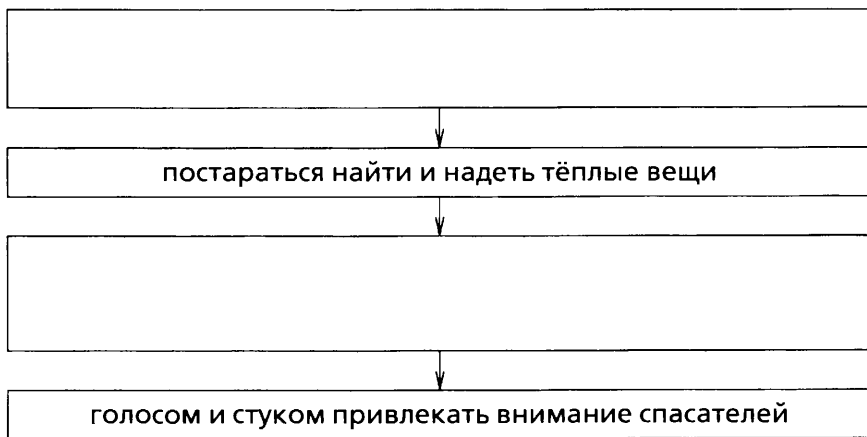 постараться найти и надеть тёплые вещи
голосом и стуком привлекать внимание спасателей